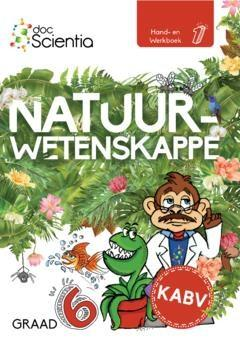 doc
Scientia
Hand- en
Werkboek
1
NATUUR-
WETENSKAPPE
KABV
GRAAD
6